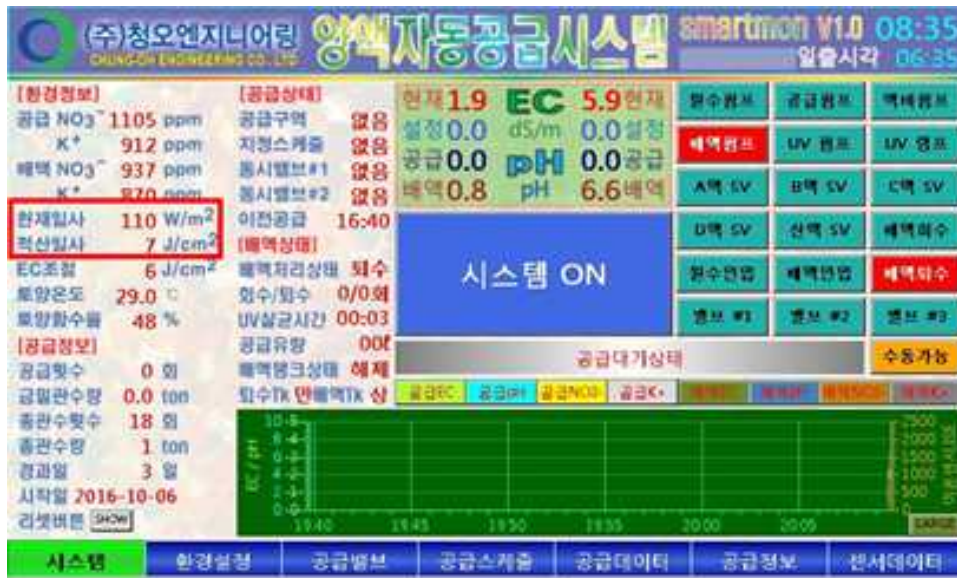 (주)청오엔지니어링
CHUNG-OH ENGINEERING CO., LTD
양액자동공급시스템
smartmon V1.0
08:35
일출시각 06:35
[환경정보]
공급 NO3- 1105 ppm
K+ 912 ppm
배액 NO3- 937 ppm
K+ 870 ppm
현재일사 110 W/m2
적산일사 7 J/cm2
EC조절 6 J/cm2
토양온도 29.0 ℃
토양함수율 48 %
[공급정보]
공급횟수 0 회
금일관수량 0.0 ton
총관수횟수 18 회
총관수량 1 ton
경과일 3 일
시작일 2016-10-06
리셋버튼 SHOW
[공급상태]
공급구역 없음
지정스케줄 없음
동시밸브#1 없음
동시밸브#2 없음
이전공급 16:40
[배액상태]
배액처리상태 퇴수
회수/퇴수 0/0회
UV살균시간 00:03
공급유량 00ℓ
배액탱크상태 해제
퇴수Tk 만 배액Tk 상
현재 1.9 EC 5.9 현재
설정 0.0 dS/m 0.0 설정
공급 0.0 pH 0.0 공급
배액 0.8 pH 6.6 배액
시스템 ON
원수펌프 공급펌프 액비펌프
배액펌프 UV 펌프 UV 램프
A액 SV B액 SV C액 SV
D액 SV 산액 SV 배액회수
원수면업 배액면업 배액퇴수
밸브 #1 밸브 #2 밸브 #3
공급대기상태
수동가능
공급EC 공급pH 공급NO3- 공급K+
EC / pH
19:40 19:45 19:50 19:55 20:00 20:05
LARGE
시스템 환경설정 공급밸브 공급스케줄 공급데이터 공급정보 센서데이터